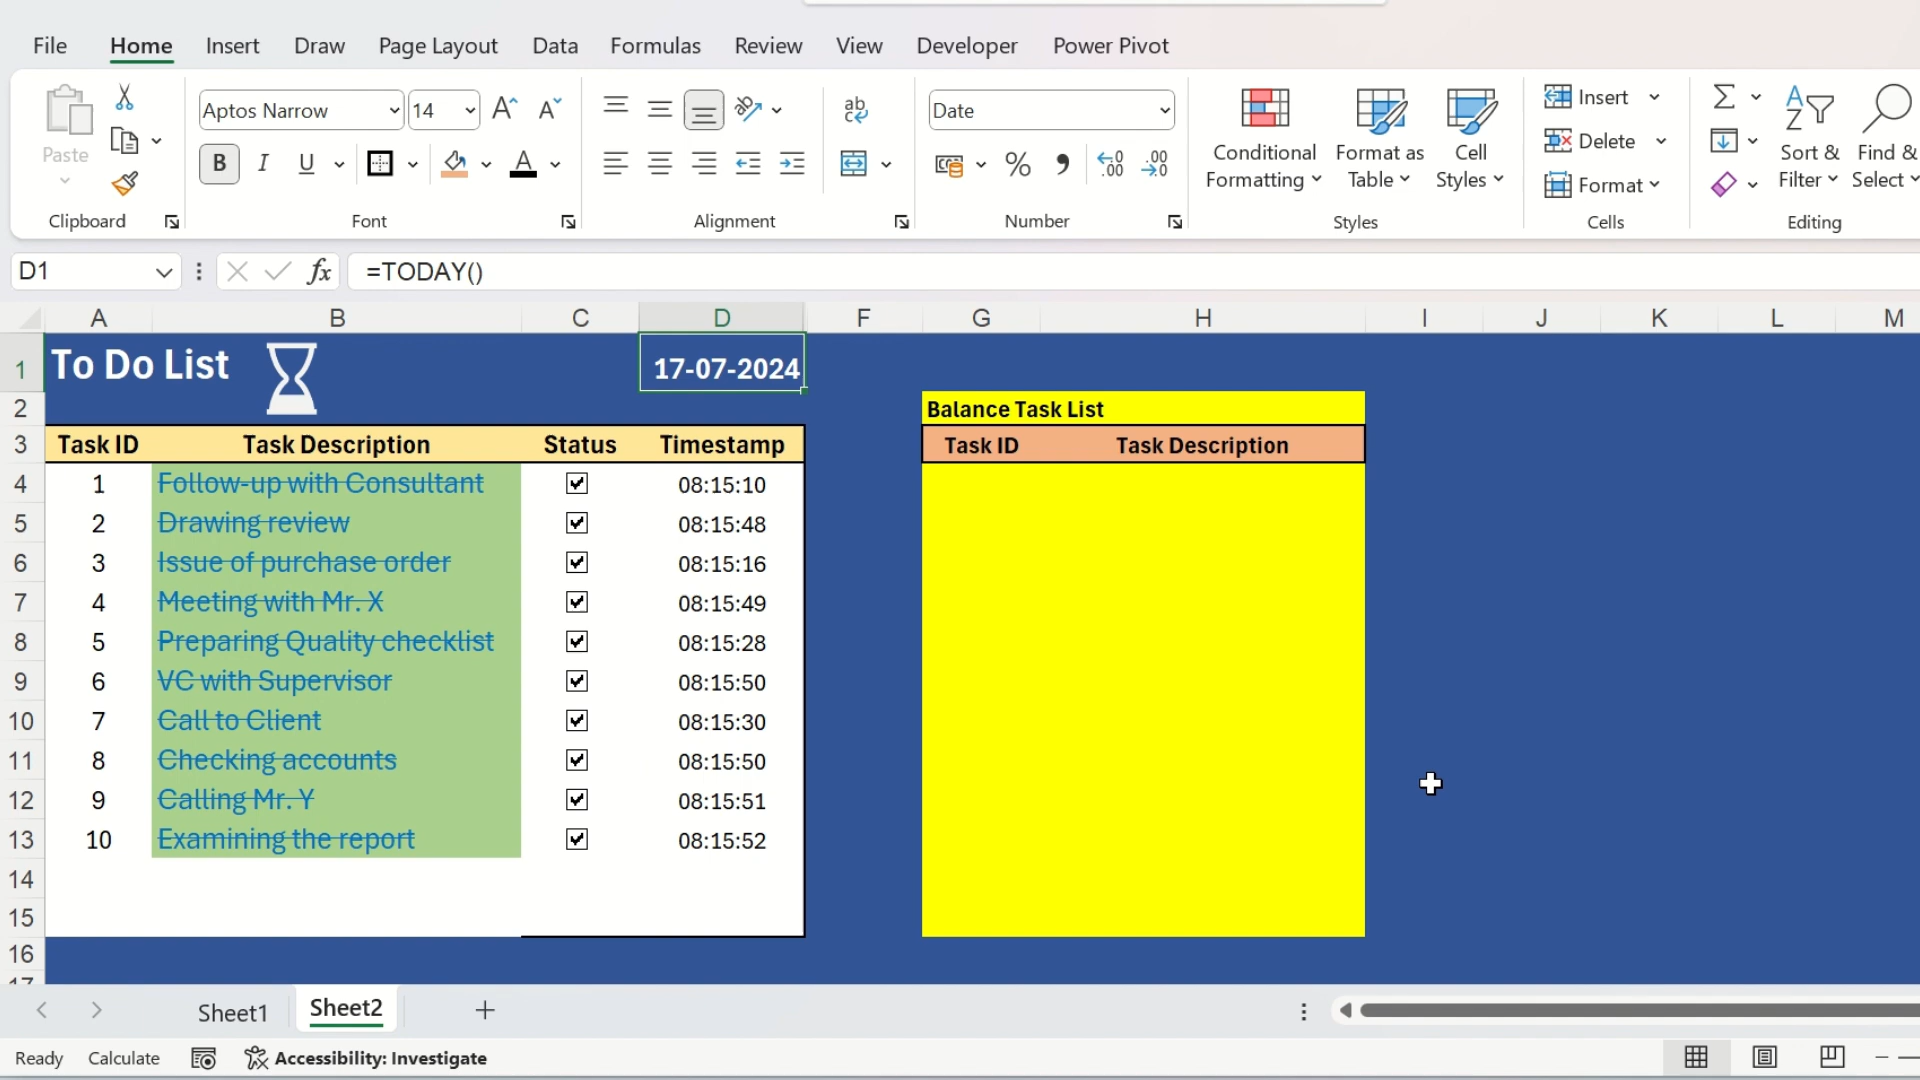 File Home Insert Draw Page Layout Data Formulas Review View Developer Power Pivot
Paste
Clipboard
Aptos Narrow 14
B I U A
Font
ab
Alignment
Date
% 9 .00
Number
Conditional Formatting
Format as Table
Cell Styles
Styles
Insert
Delete
Format
Cells
Sort & Filter
Find & Select
Editing
D1 fx =TODAY()
A B C D F G H I J K L M
1 To Do List 17-07-2024
2 Balance Task List
3 Task ID Task Description Status Timestamp Task ID Task Description
4 1 Follow-up with Consultant 08:15:10
5 2 Drawing review 08:15:48
6 3 Issue of purchase order 08:15:16
7 4 Meeting with Mr. X 08:15:49
8 5 Preparing Quality checklist 08:15:28
9 6 VC with Supervisor 08:15:50
10 7 Call to Client 08:15:30
11 8 Checking accounts 08:15:50
12 9 Calling Mr. Y 08:15:51
13 10 Examining the report 08:15:52
14
15
16
17
Sheet1 Sheet2
Ready Calculate Accessibility: Investigate